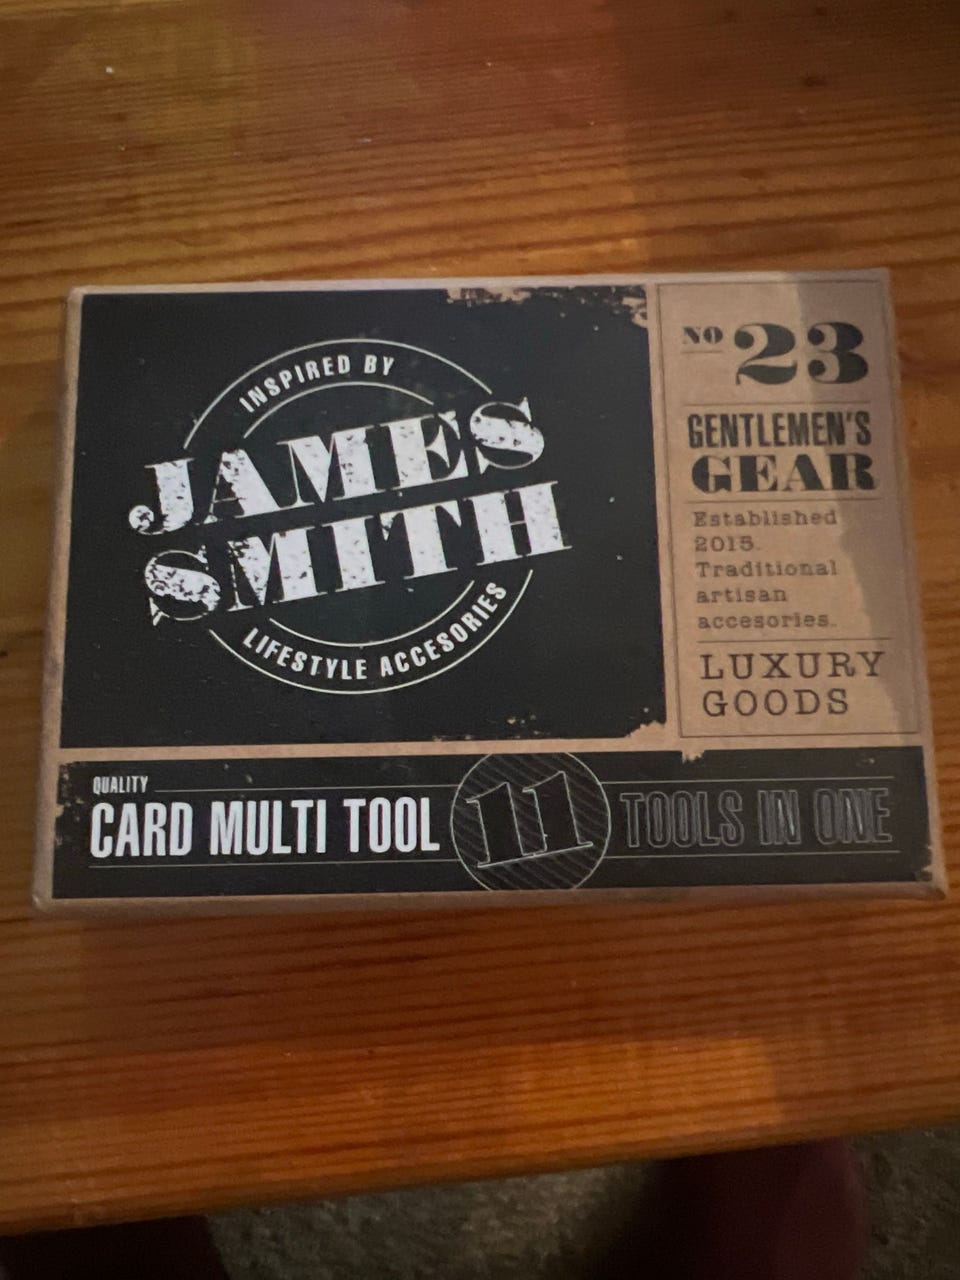 INSPIRED BY
JAMES
SMITH
LIFESTYLE ACCESORIES
NO 23
GENTLEMEN'S
GEAR
Established
2015.
Traditional
artisan
accesories.
LUXURY
GOODS
QUALITY
CARD MULTI TOOL 11 TOOLS IN ONE